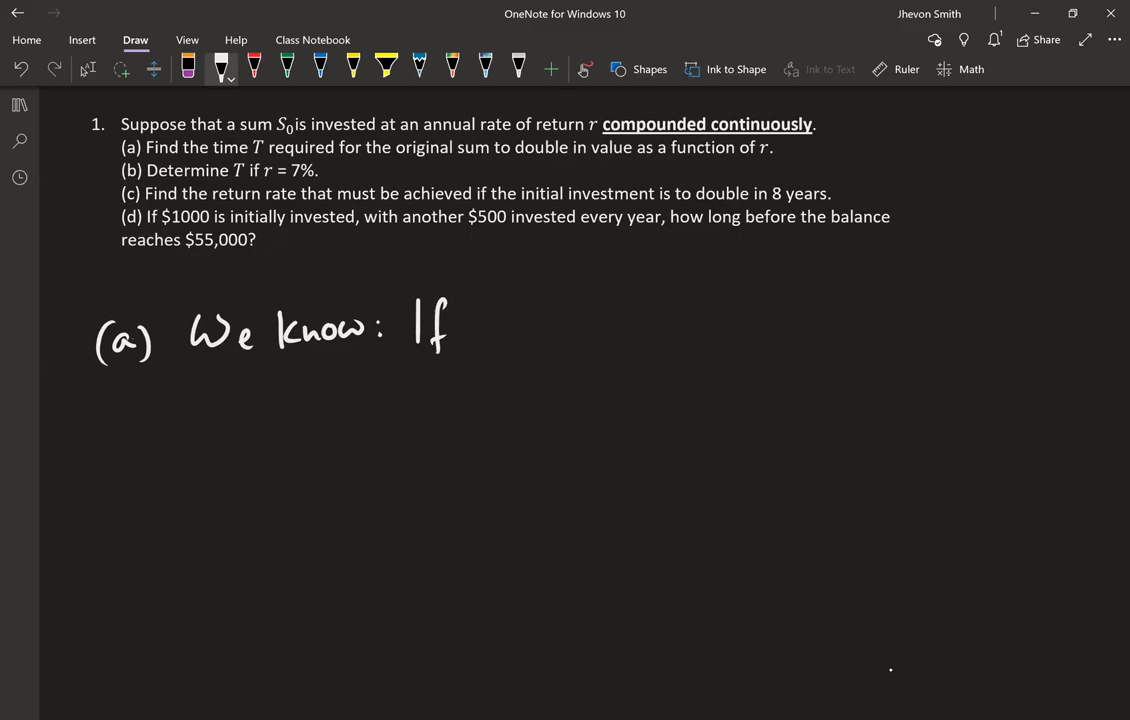 OneNote for Windows 10
Jhevon Smith
Home Insert Draw View Help Class Notebook
Share
Shapes Ink to Shape Ink to Text Ruler Math
1. Suppose that a sum S₀ is invested at an annual rate of return r compounded continuously.
(a) Find the time T required for the original sum to double in value as a function of r.
(b) Determine T if r = 7%.
(c) Find the return rate that must be achieved if the initial investment is to double in 8 years.
(d) If $1000 is initially invested, with another $500 invested every year, how long before the balance
reaches $55,000?
(a) We know: If